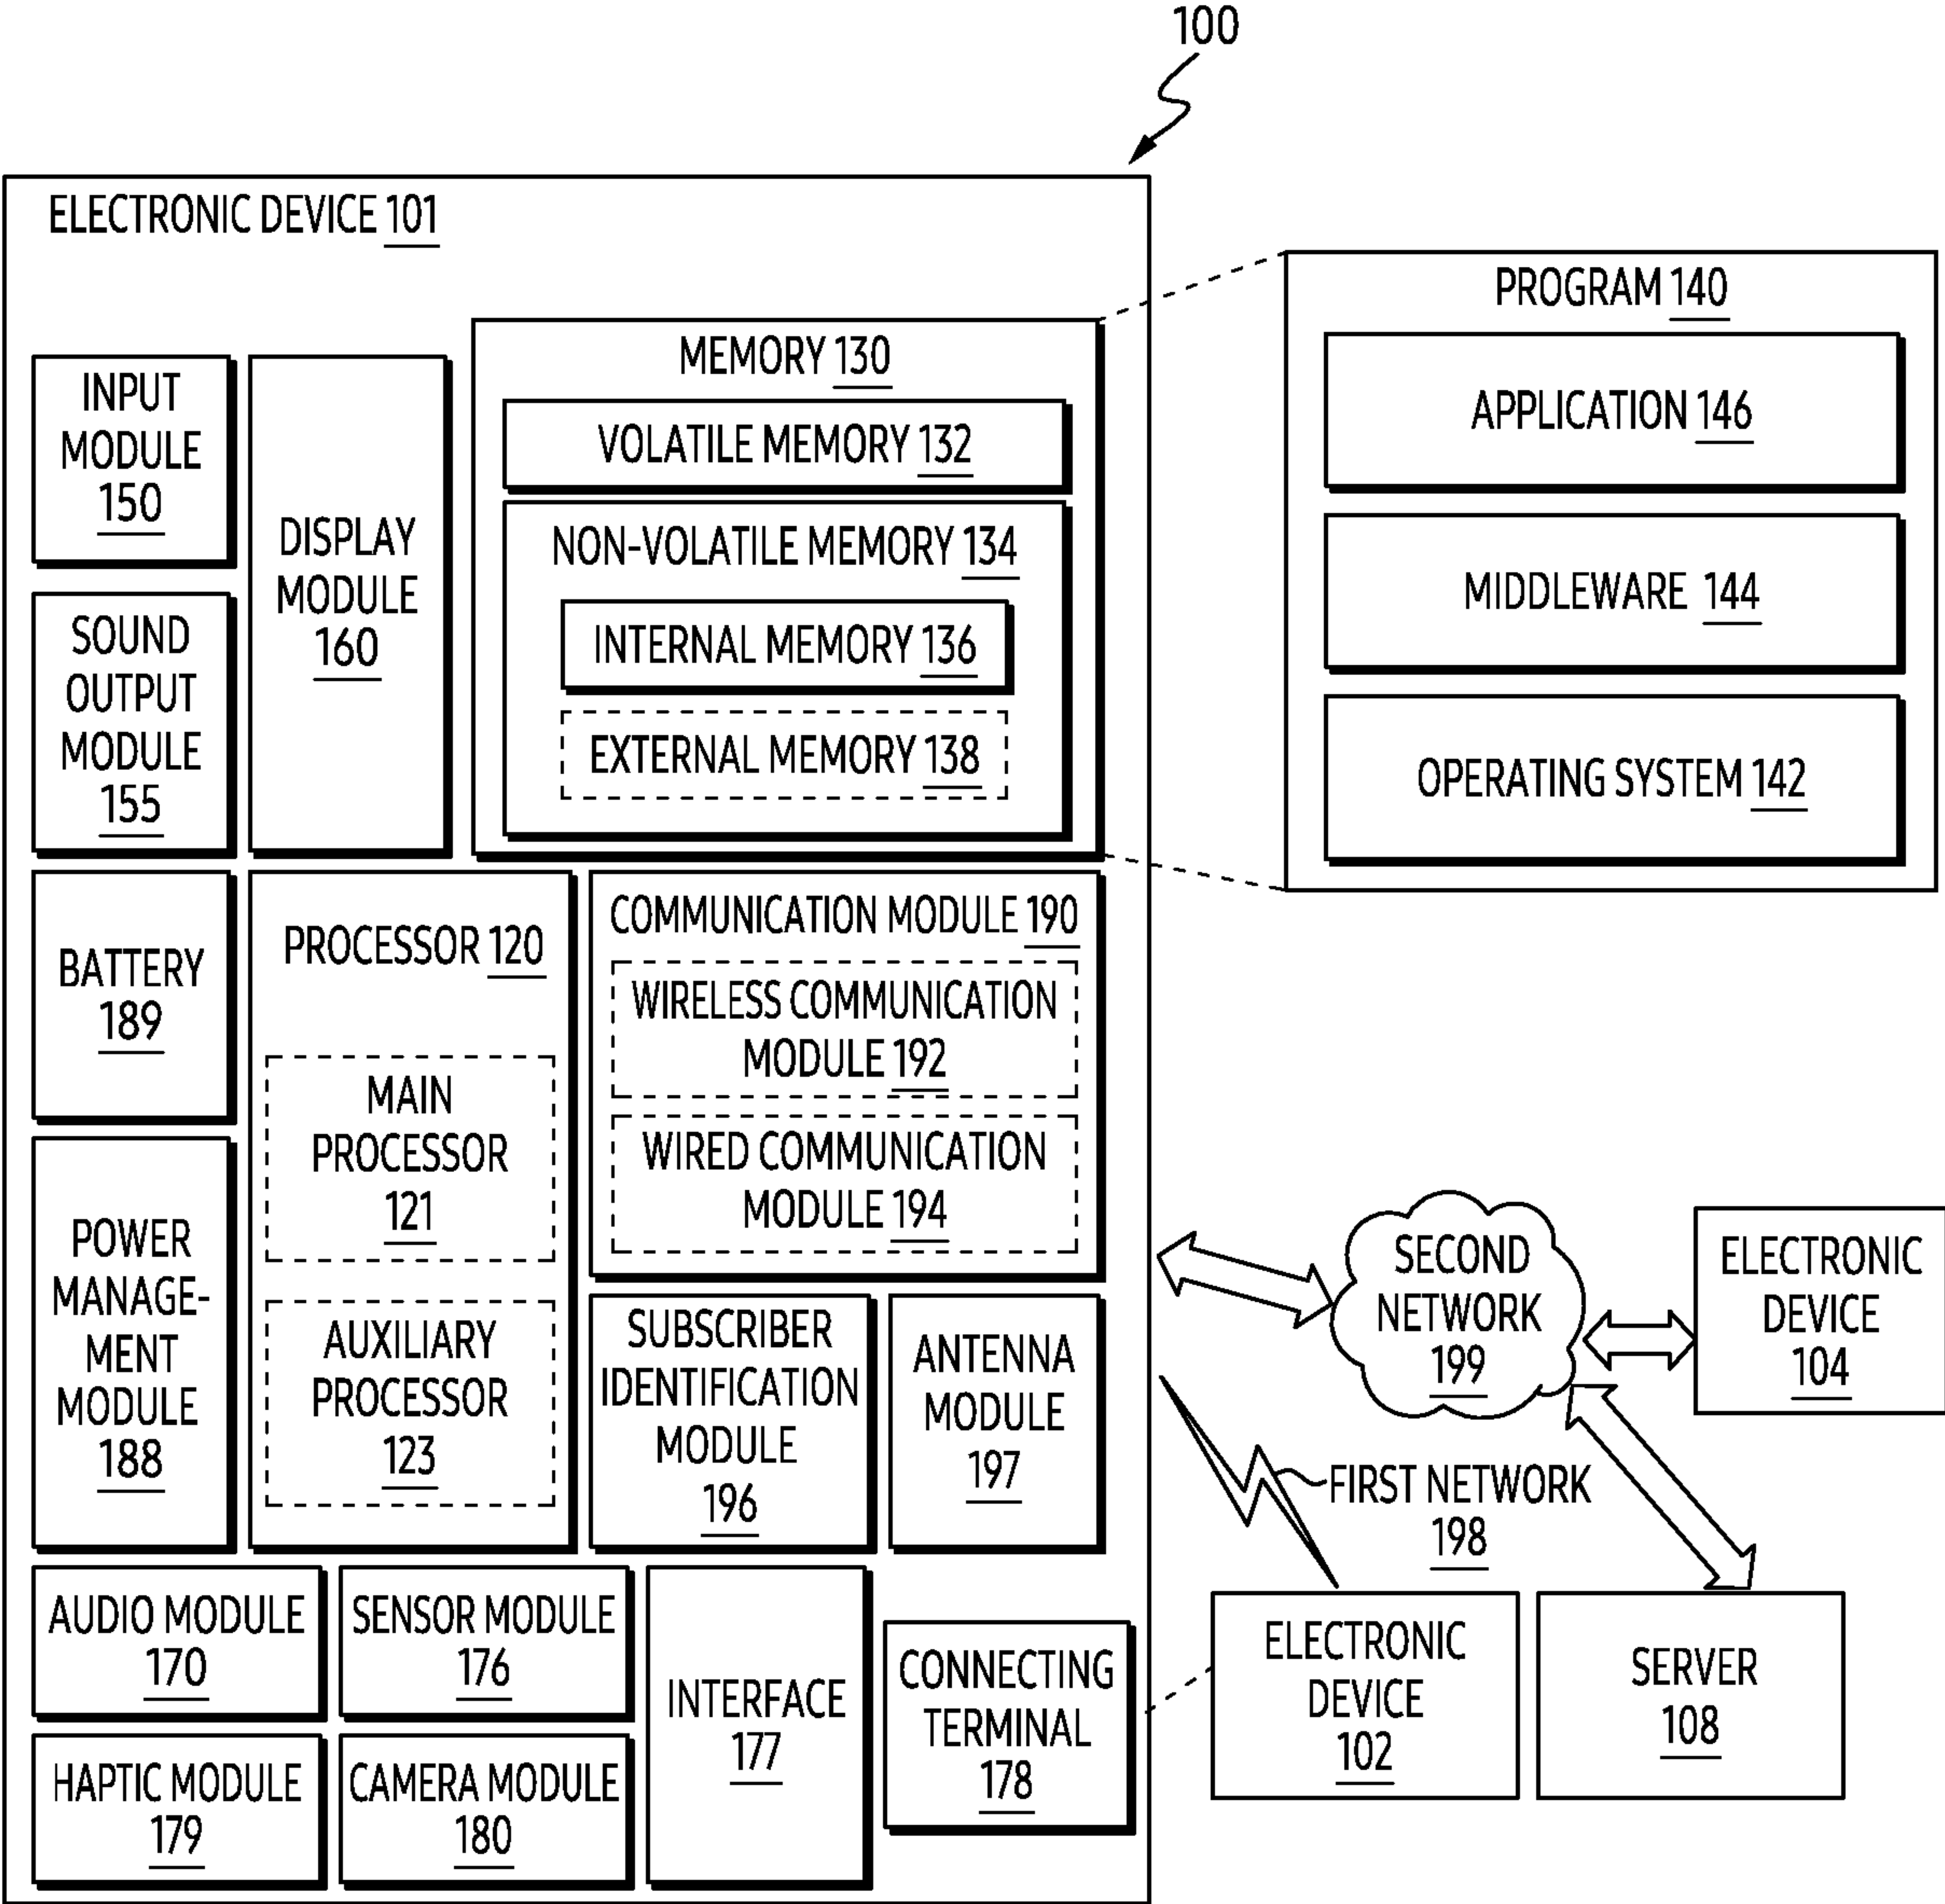 100
ELECTRONIC DEVICE 101
INPUT
MODULE
150
SOUND
OUTPUT
MODULE
155
DISPLAY
MODULE
160
MEMORY 130
VOLATILE MEMORY 132
NON-VOLATILE MEMORY 134
INTERNAL MEMORY 136
EXTERNAL MEMORY 138
PROGRAM 140
APPLICATION 146
MIDDLEWARE 144
OPERATING SYSTEM 142
BATTERY
189
POWER
MANAGE-
MENT
MODULE
188
PROCESSOR 120
MAIN
PROCESSOR
121
AUXILIARY
PROCESSOR
123
COMMUNICATION MODULE 190
WIRELESS COMMUNICATION
MODULE 192
WIRED COMMUNICATION
MODULE 194
SUBSCRIBER
IDENTIFICATION
MODULE
196
ANTENNA
MODULE
197
AUDIO MODULE
170
SENSOR MODULE
176
HAPTIC MODULE
179
CAMERA MODULE
180
INTERFACE
177
CONNECTING
TERMINAL
178
SECOND
NETWORK
199
ELECTRONIC
DEVICE
104
FIRST NETWORK
198
ELECTRONIC
DEVICE
102
SERVER
108